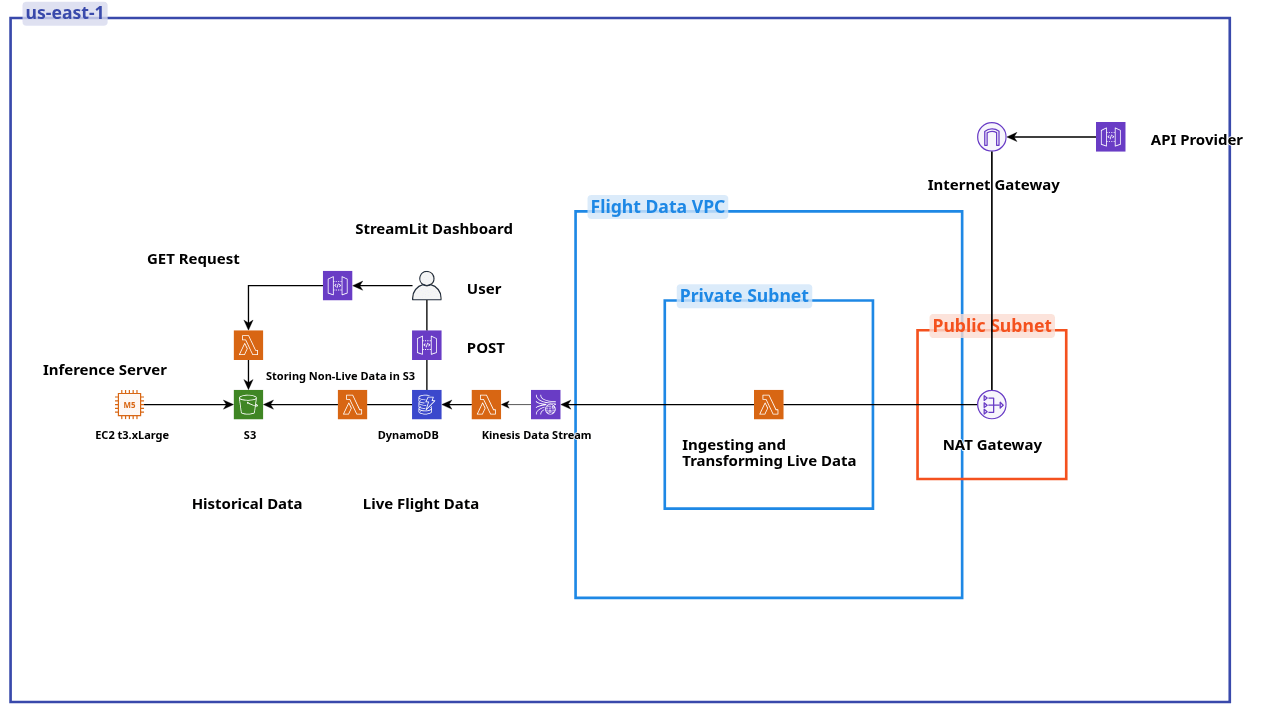 us-east-1
API Provider
Internet Gateway
Flight Data VPC
StreamLit Dashboard
GET Request
User
Private Subnet
Public Subnet
POST
Inference Server
Storing Non-Live Data in S3
M5
EC2 t3.xLarge
S3
DynamoDB
Kinesis Data Stream
Ingesting and
Transforming Live Data
NAT Gateway
Historical Data
Live Flight Data